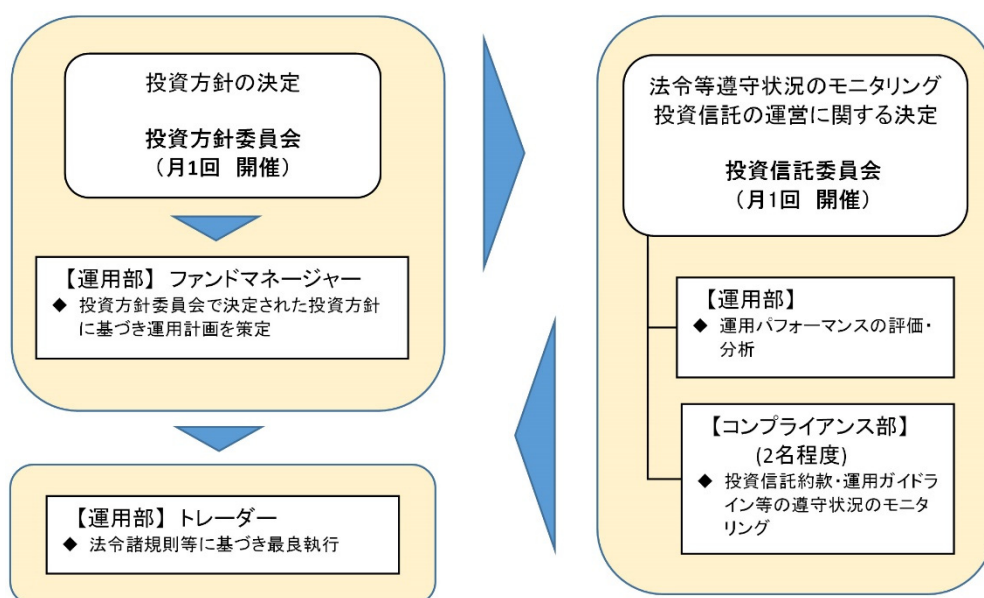 投資方針の決定
投資方針委員会
(月1回 開催)
【運用部】 ファンドマネージャー
◆ 投資方針委員会で決定された投資方針
に基づき運用計画を策定
【運用部】 トレーダー
◆ 法令諸規則等に基づき最良執行
法令等遵守状況のモニタリング
投資信託の運営に関する決定
投資信託委員会
(月1回 開催)
【運用部】
◆ 運用パフォーマンスの評価・
分析
【コンプライアンス部】
(2名程度)
◆ 投資信託約款・運用ガイドラ
イン等の遵守状況のモニタ
リング